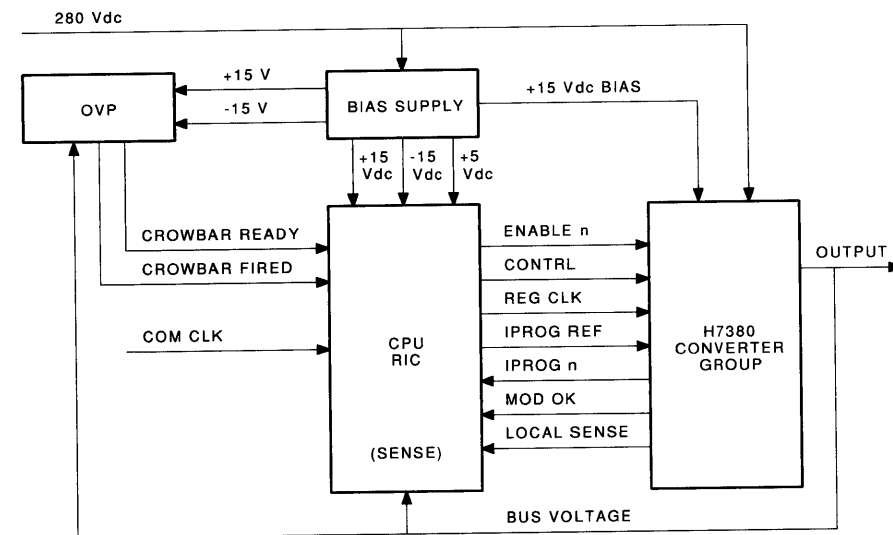 280 Vdc
+15 V
-15 V
OVP
BIAS SUPPLY
+15 Vdc BIAS
+15
Vdc
-15
Vdc
+5
Vdc
CROWBAR READY
CROWBAR FIRED
COM CLK
CPU
RIC
(SENSE)
ENABLE n
CONTRL
REG CLK
IPROG REF
IPROG n
MOD OK
LOCAL SENSE
H7380
CONVERTER
GROUP
OUTPUT
BUS VOLTAGE